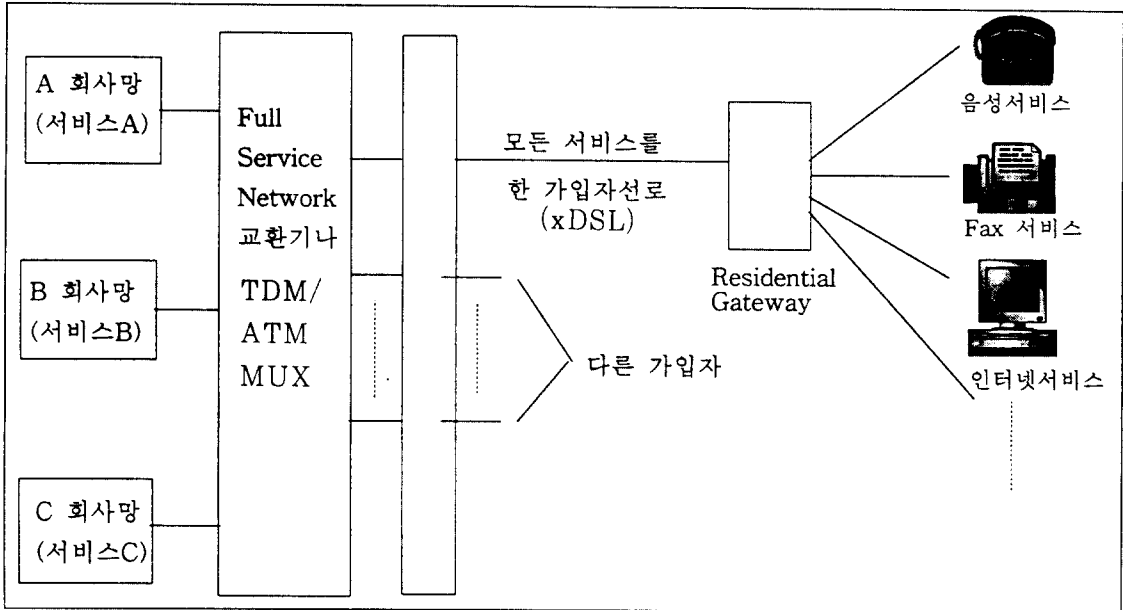 A 회사망
(서비스A)
B 회사망
(서비스B)
C 회사망
(서비스C)
Full
Service
Network
교환기나
TDM/
ATM
MUX
모든 서비스를
한 가입자선로
(xDSL)
다른 가입자
Residential
Gateway
음성서비스
Fax 서비스
인터넷서비스